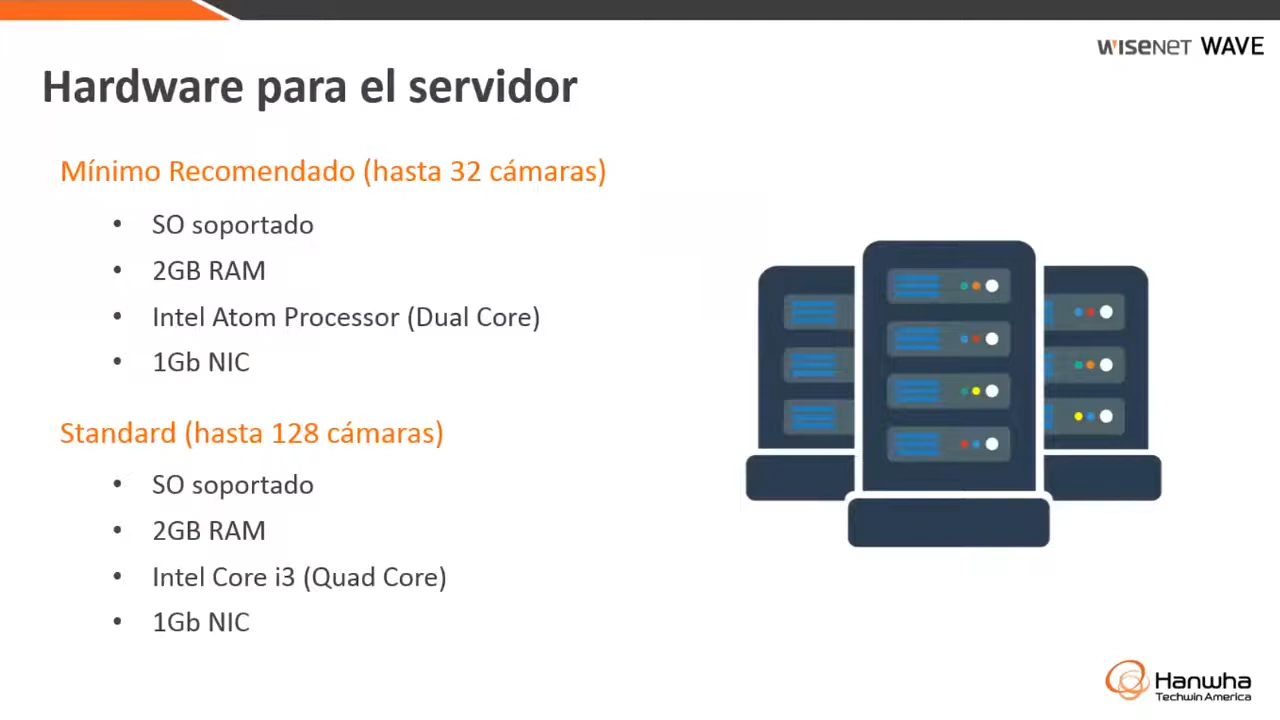 WISENET WAVE
Hardware para el servidor
Mínimo Recomendado (hasta 32 cámaras)
• SO soportado
• 2GB RAM
• Intel Atom Processor (Dual Core)
• 1Gb NIC
Standard (hasta 128 cámaras)
• SO soportado
• 2GB RAM
• Intel Core i3 (Quad Core)
• 1Gb NIC
Hanwha
Techwin America